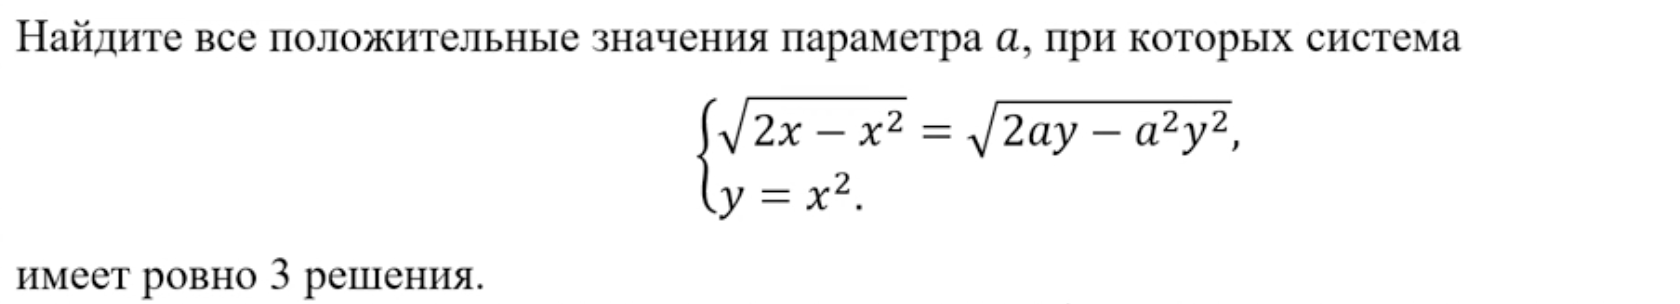 Найдите все положительные значения параметра a, при которых система
{√(2x − x²) = √(2ay − a²y²),
y = x².
имеет ровно 3 решения.